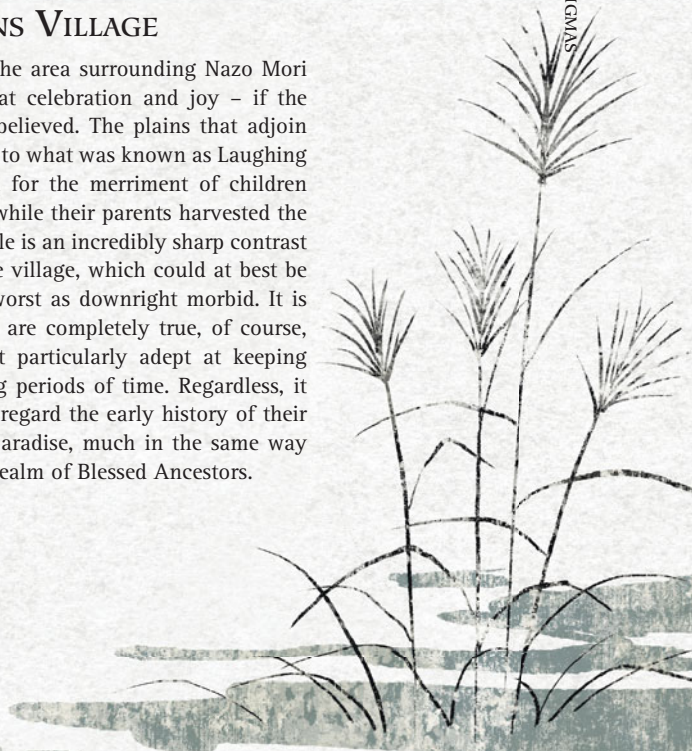 NS VILLAGE
he area surrounding Nazo Mori
at celebration and joy – if the
believed. The plains that adjoin
to what was known as Laughing
for the merriment of children
while their parents harvested the
le is an incredibly sharp contrast
e village, which could at best be
worst as downright morbid. It is
are completely true, of course,
t particularly adept at keeping
g periods of time. Regardless, it
regard the early history of their
aradise, much in the same way
ealm of Blessed Ancestors.
IGMAS